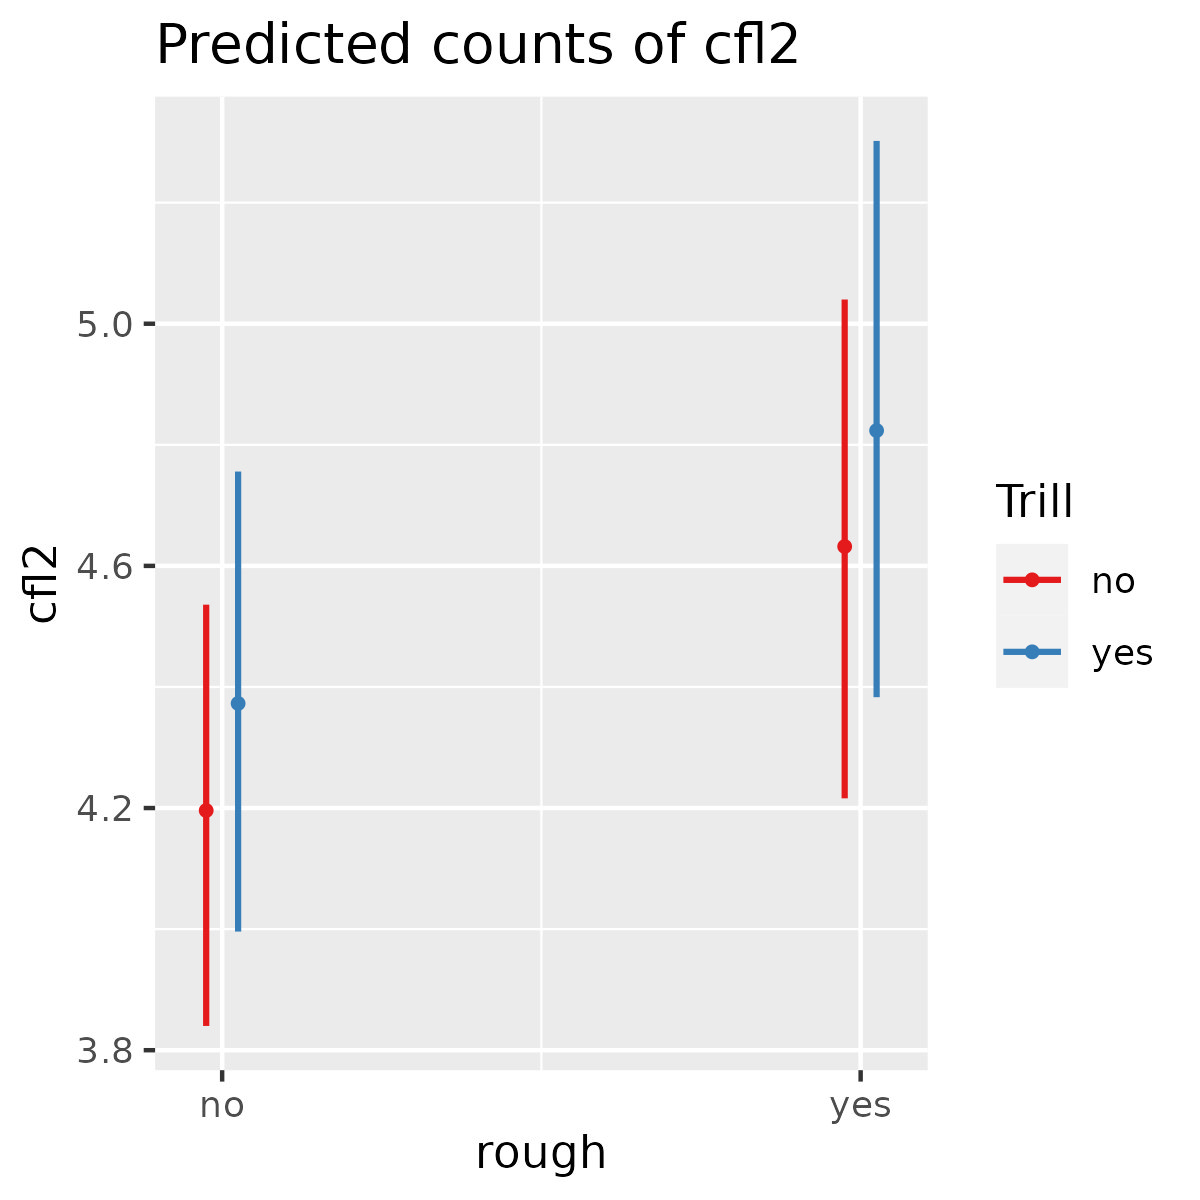 Predicted counts of cfl2
cfl2
5.0
4.6
4.2
3.8
no
yes
rough
Trill
no
yes